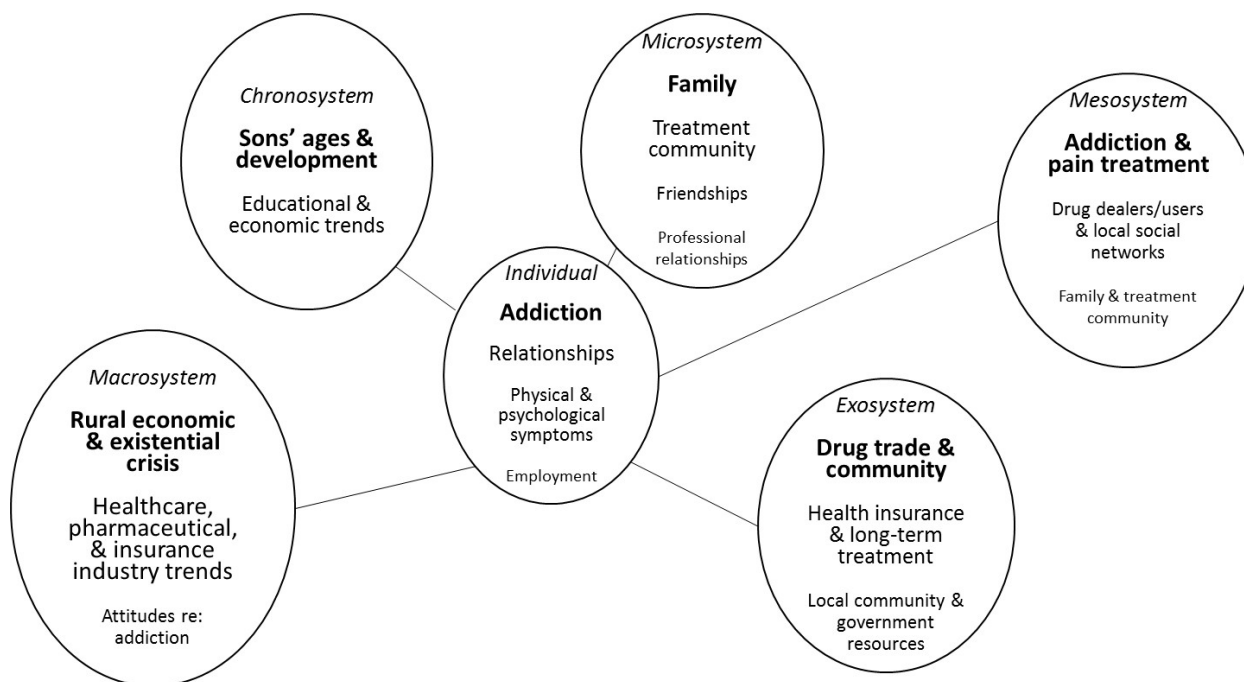 Chronosystem
Sons’ ages &
development
Educational &
economic trends
Microsystem
Family
Treatment
community
Friendships
Professional
relationships
Mesosystem
Addiction &
pain treatment
Drug dealers/users
& local social
networks
Family & treatment
community
Individual
Addiction
Relationships
Physical &
psychological
symptoms
Employment
Macrosystem
Rural economic
& existential
crisis
Healthcare,
pharmaceutical,
& insurance
industry trends
Attitudes re:
addiction
Exosystem
Drug trade &
community
Health insurance
& long-term
treatment
Local community &
government
resources